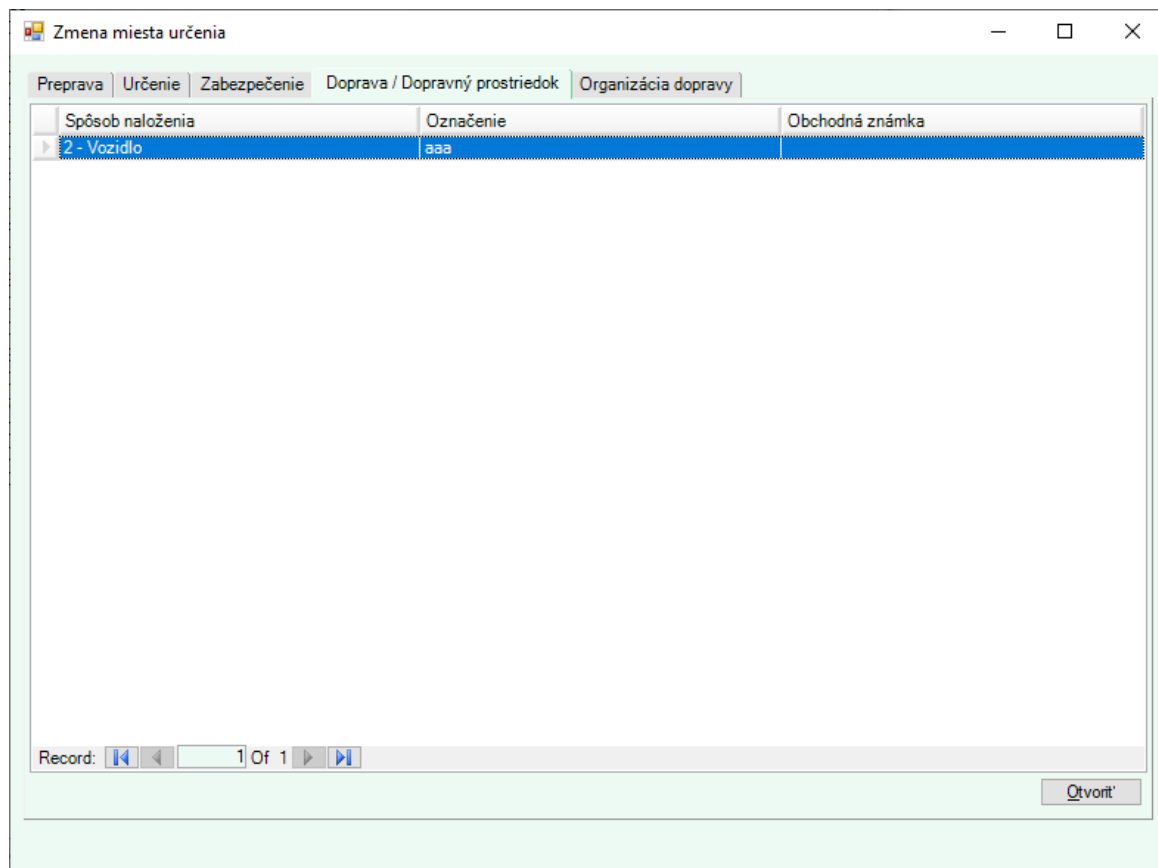 Zmena miesta určenia
Preprava Určenie Zabezpečenie Doprava / Dopravný prostriedok Organizácia dopravy
Spôsob naloženia Označenie Obchodná známka
2 - Vozidlo aaa
Record: 1 Of 1
Otvoriť